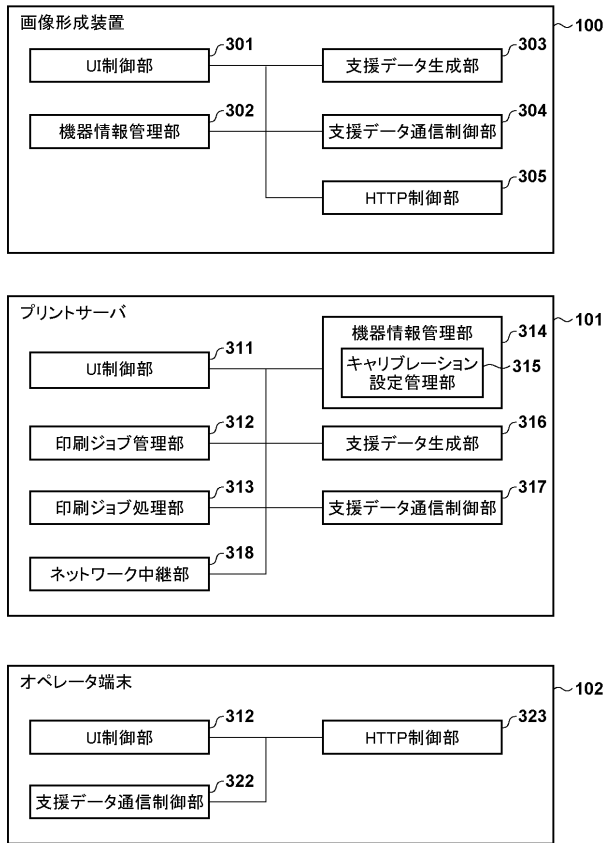 画像形成装置
100
301
UI制御部
303
支援データ生成部
302
機器情報管理部
304
支援データ通信制御部
305
HTTP制御部
プリントサーバ
101
311
UI制御部
機器情報管理部
314
キャリブレーション
設定管理部
315
312
印刷ジョブ管理部
316
支援データ生成部
313
印刷ジョブ処理部
317
支援データ通信制御部
318
ネットワーク中継部
オペレータ端末
102
312
UI制御部
323
HTTP制御部
322
支援データ通信制御部